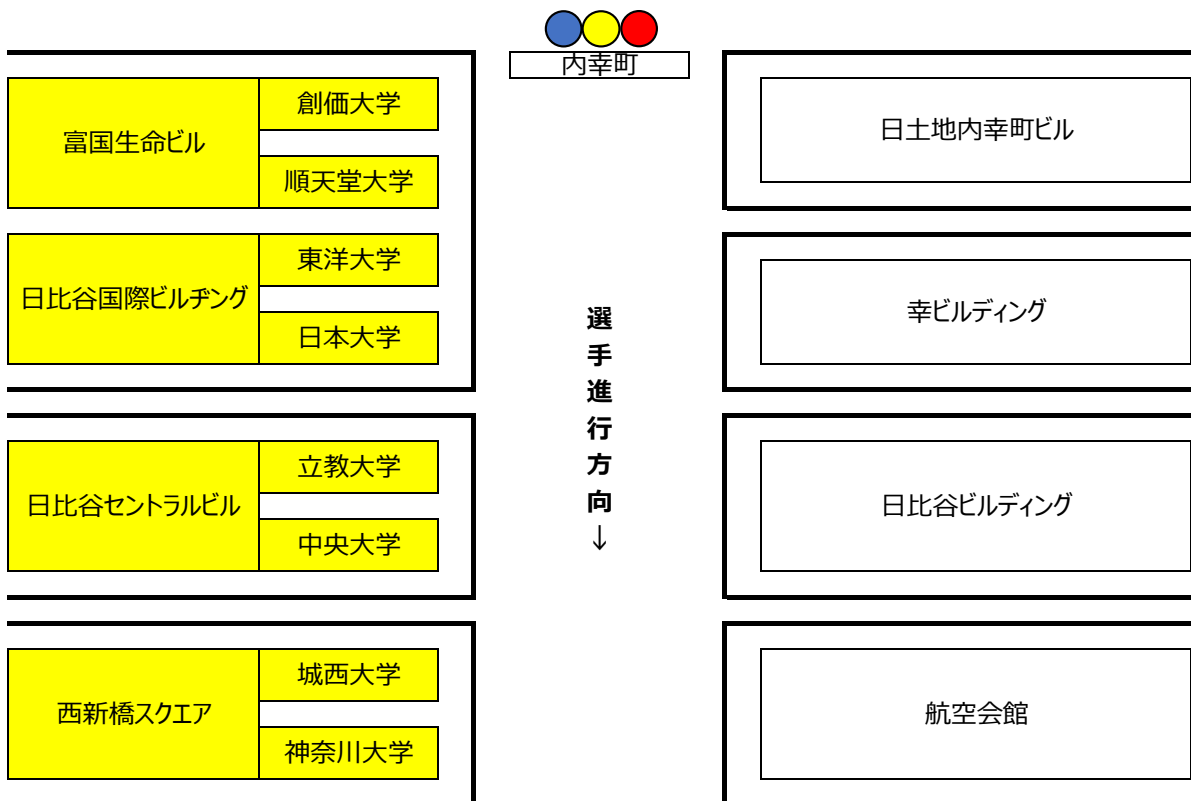 内幸町
富国生命ビル
創価大学
順天堂大学
日土地内幸町ビル
日比谷国際ビルヂング
東洋大学
日本大学
幸ビルディング
選手進行方向↓
日比谷セントラルビル
立教大学
中央大学
日比谷ビルディング
西新橋スクエア
城西大学
神奈川大学
航空会館